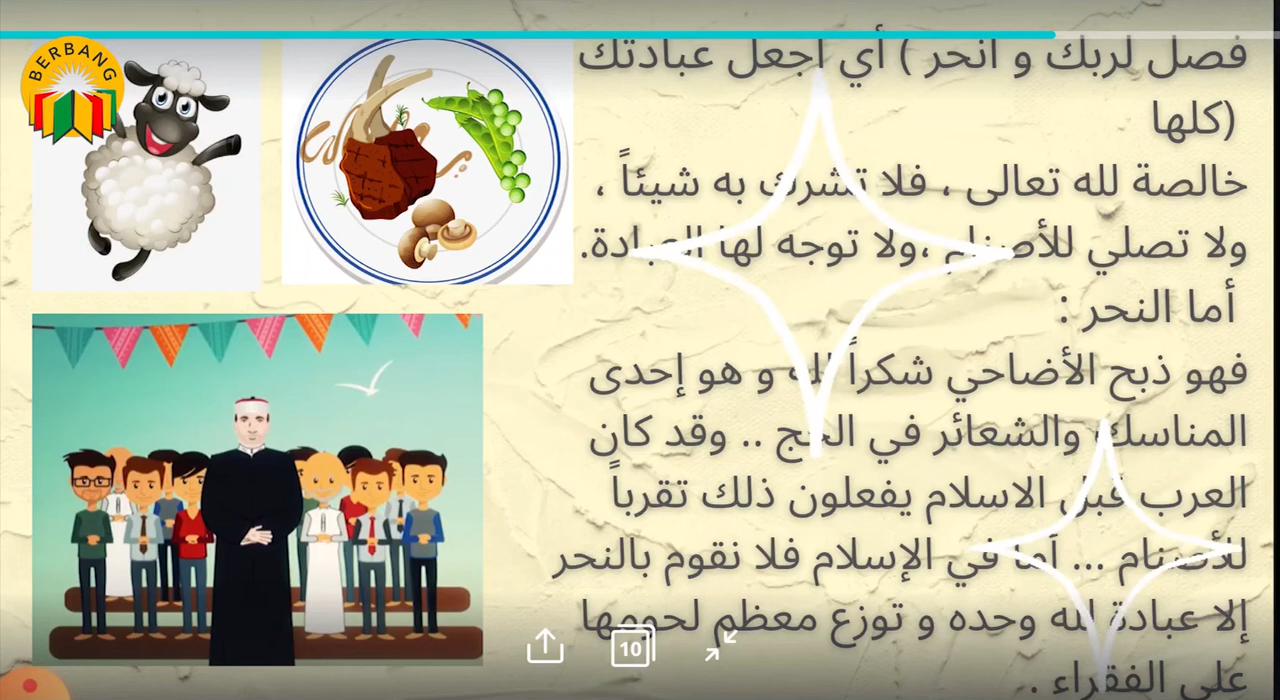 BERBANG
فصل لربك و انحر ) أي اجعل عبادتك
(كلها
خالصة لله تعالى ، فلا تشرك به شيئاً ،
ولا تصلي للأصنام ،ولا توجه لها العبادة.
أما النحر :
فهو ذبح الأضاحي شكراً لله و هو إحدى
المناسك والشعائر في الحج .. وقد كان
العرب قبل الاسلام يفعلون ذلك تقرباً
للأصنام ... أما في الإسلام فلا نقوم بالنحر
إلا عبادة لله وحده و توزع معظم لحومها
على الفقراء .
10